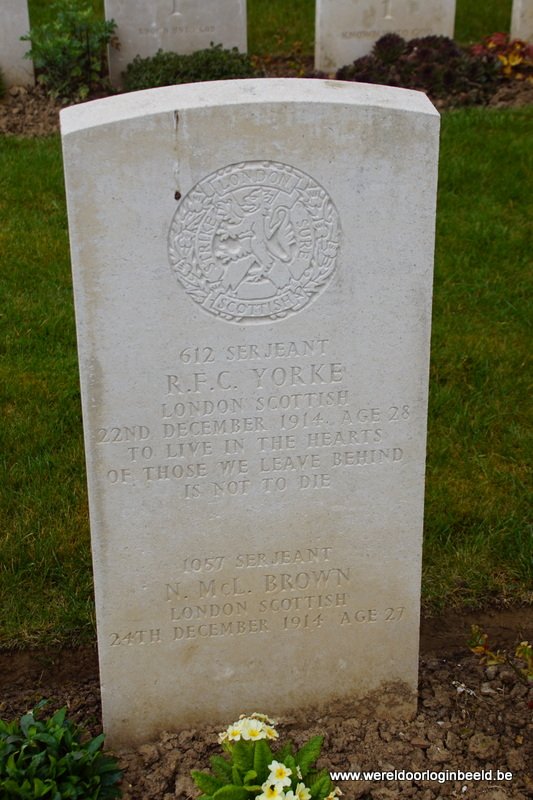 LONDON
STRIKE SURE
SCOTTISH
612 SERJEANT
R.F.C. YORKE
LONDON SCOTTISH
22ND DECEMBER 1914 AGE 28
TO LIVE IN THE HEARTS
OF THOSE WE LEAVE BEHIND
IS NOT TO DIE
1057 SERJEANT
N. McL. BROWN
LONDON SCOTTISH
24TH DECEMBER 1914 AGE 27
www.wereldoorloginbeeld.be